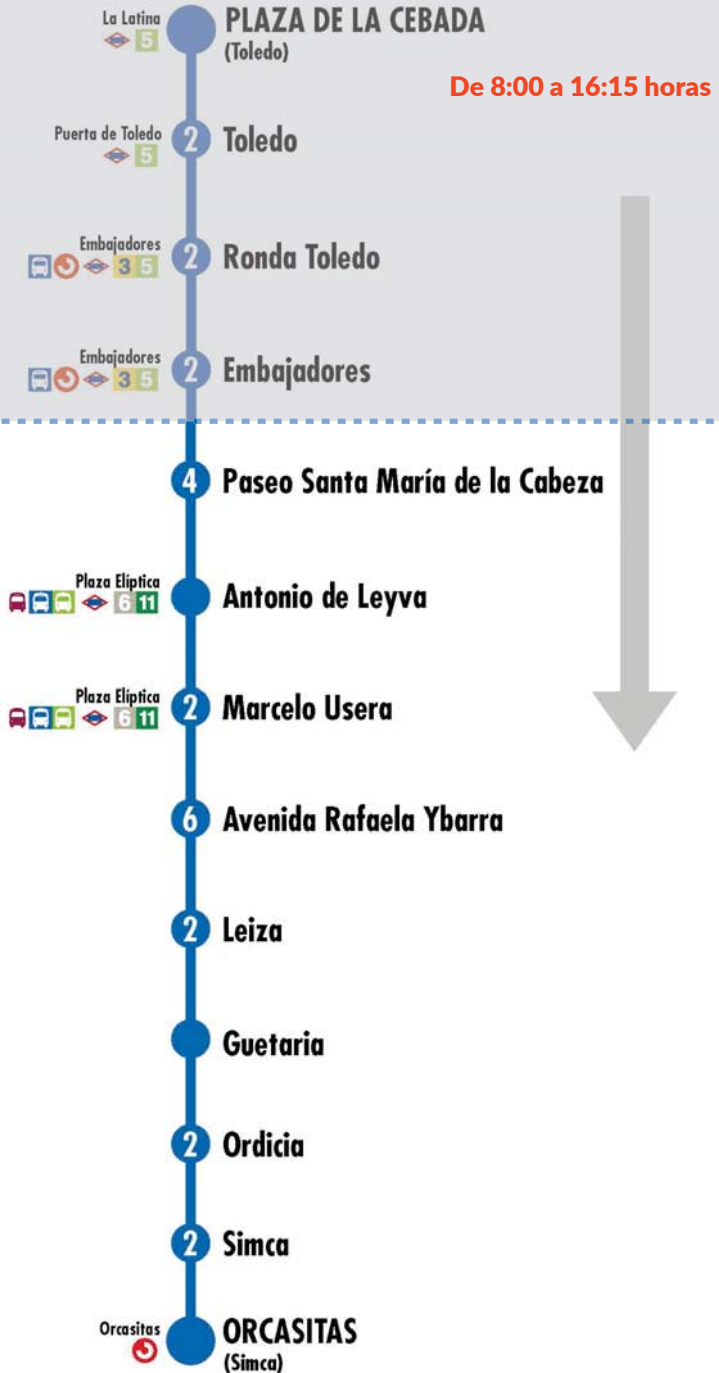 La Latina
5
PLAZA DE LA CEBADA
(Toledo)
De 8:00 a 16:15 horas
Puerta de Toledo
5
2
Toledo
Embajadores
3 5
2
Ronda Toledo
Embajadores
3 5
2
Embajadores
4
Paseo Santa María de la Cabeza
Plaza Elíptica
6 11
Antonio de Leyva
Plaza Elíptica
6 11
2
Marcelo Usera
6
Avenida Rafaela Ybarra
2
Leiza
Guetaria
2
Ordicia
2
Simca
Orcasitas
ORCASITAS
(Simca)